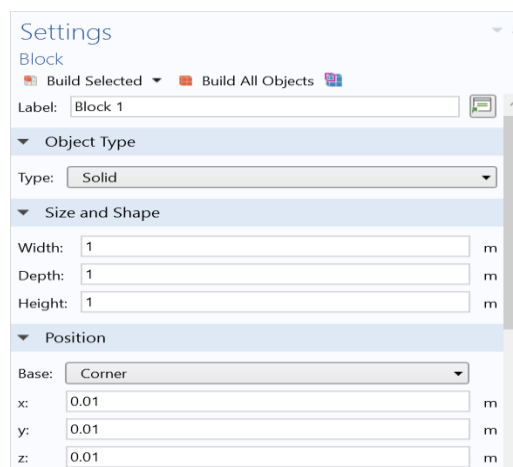 Settings
Block
Build Selected Build All Objects
Label: Block 1
Object Type
Type: Solid
Size and Shape
Width: 1 m
Depth: 1 m
Height: 1 m
Position
Base: Corner
x: 0.01 m
y: 0.01 m
z: 0.01 m